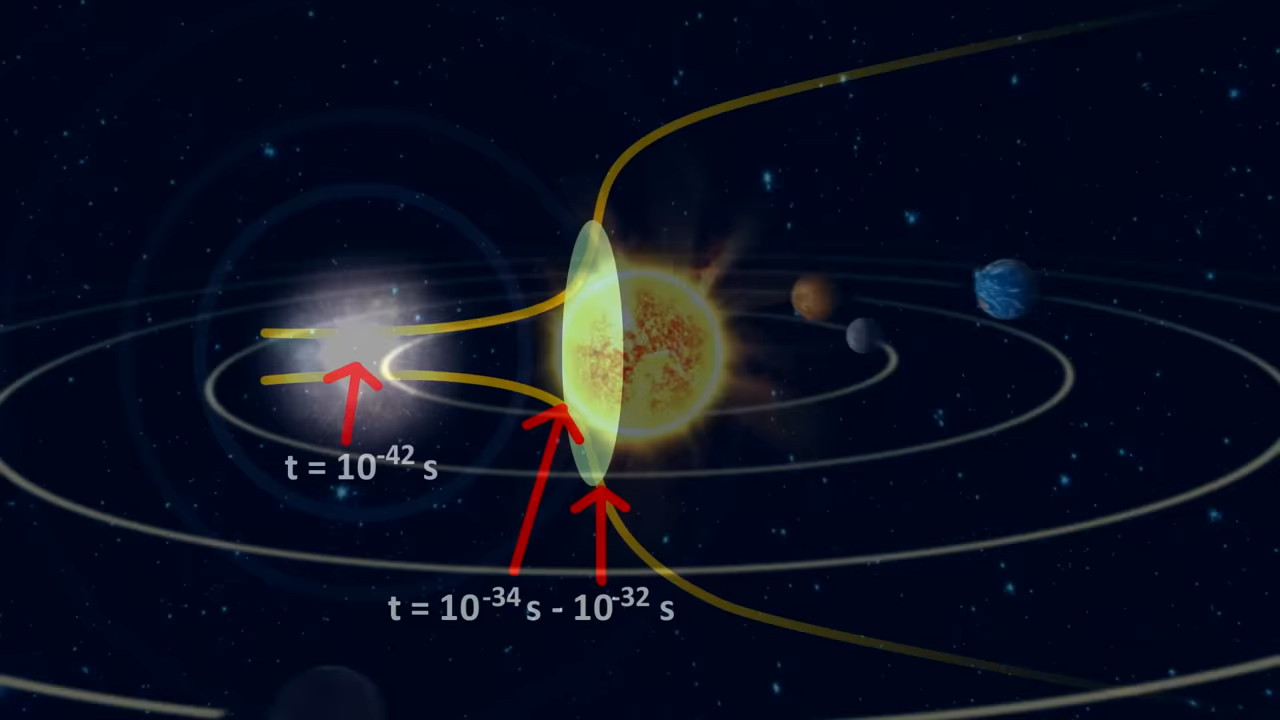 t = 10⁻⁴² s
t = 10⁻³⁴ s - 10⁻³² s